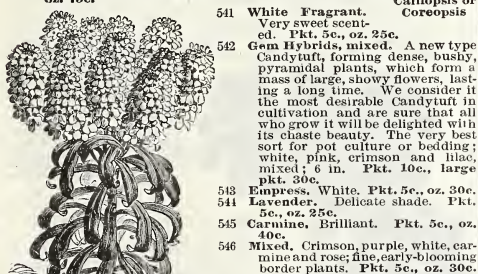 Calliopsis or
Coreopsis
541 White Fragrant.
Very sweet scent-
ed. Pkt. 5c., oz. 25c.
542 Gem Hybrids, mixed. A new type
Candytuft, forming dense, bushy,
pyramidal plants, which form a
mass of large, showy flowers, last-
ing a long time. We consider it
the most desirable Candytuft in
cultivation and are sure that all
who grow it will be delighted with
its chaste beauty. The very best
sort for pot culture or bedding;
white, pink, crimson and lilac,
mixed; 6 in. Pkt. 10c., large
pkt. 30c.
543 Empress. White. Pkt. 5c., oz. 30c.
544 Lavender. Delicate shade. Pkt.
5c., oz. 25c.
545 Carmine, Brilliant. Pkt. 5c., oz.
40c.
546 Mixed. Crimson, purple, white, car-
mine and rose; fine, early-blooming
border plants. Pkt. 5c., oz. 30c.